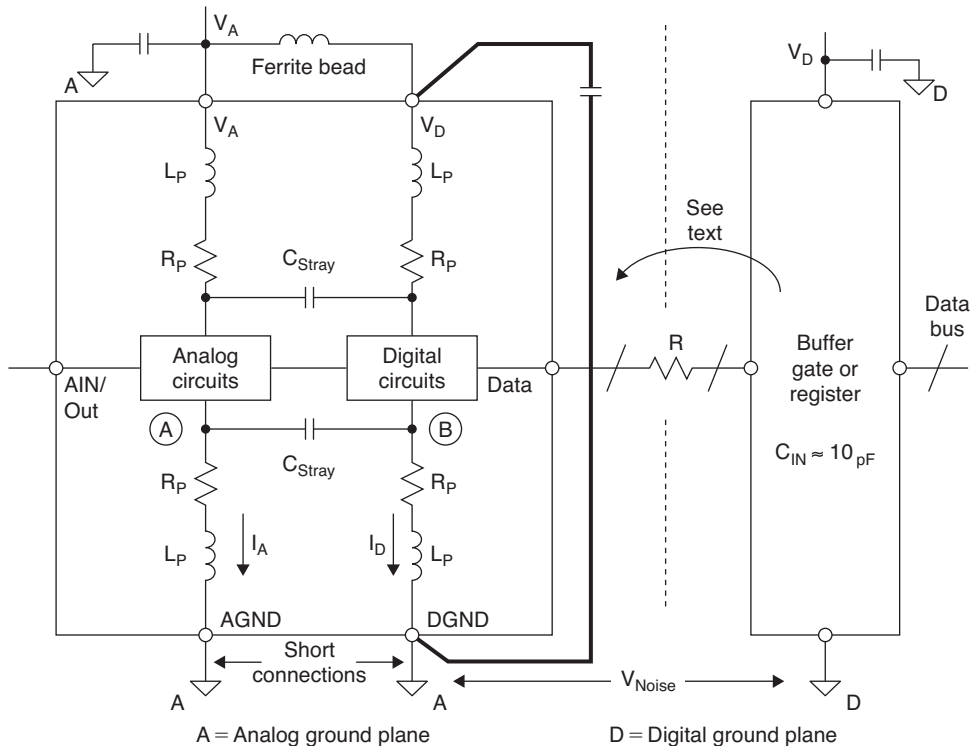 V_A
V_D
A
Ferrite bead
D
V_A
V_D
L_P
L_P
See
text
R_P
C_Stray
R_P
Data
bus
Analog
circuits
Digital
circuits
R
Buffer
gate or
register
AIN/
Out
Data
A
B
C_IN ≈ 10 pF
C_Stray
R_P
R_P
I_A
I_D
L_P
L_P
AGND
DGND
Short
connections
V_Noise
A
A
D
A = Analog ground plane
D = Digital ground plane